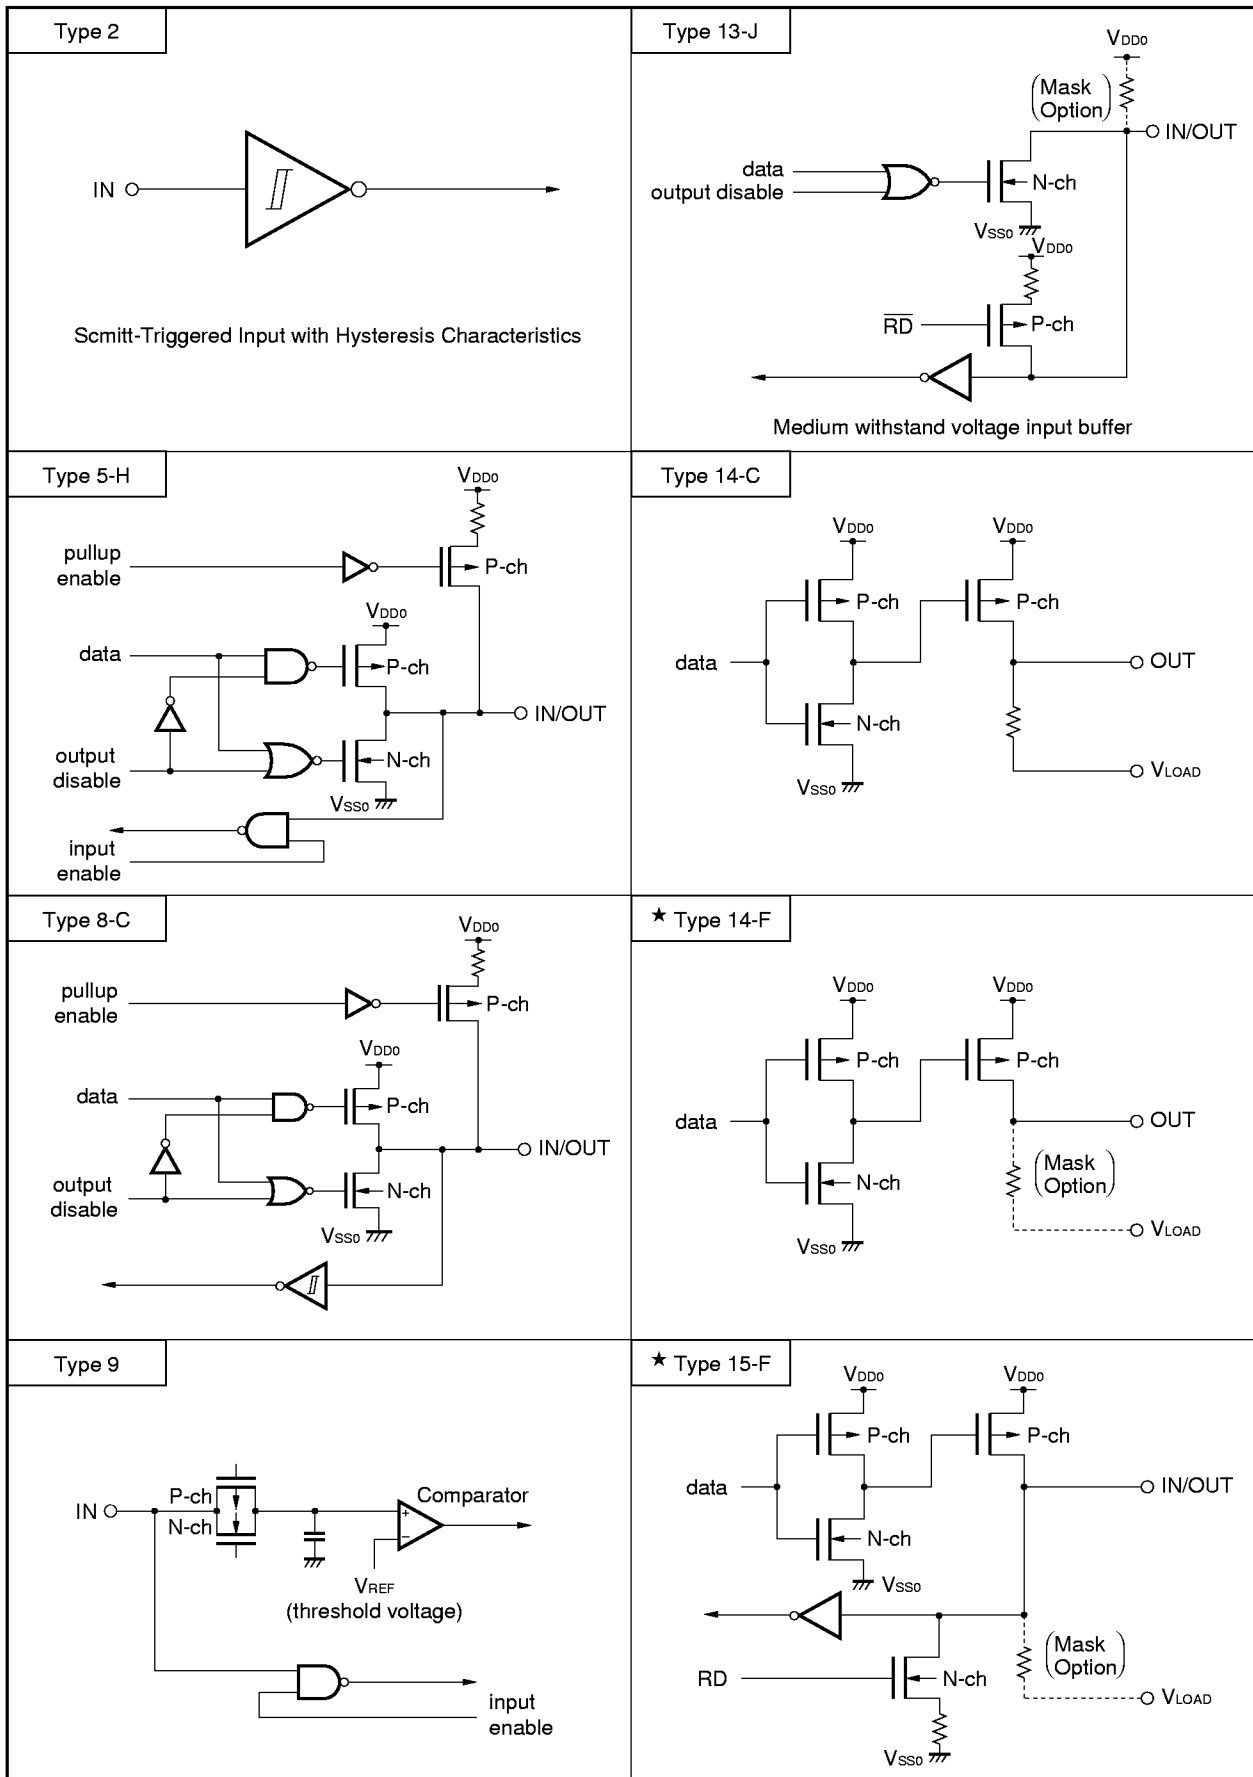 Type 2
IN
Scmitt-Triggered Input with Hysteresis Characteristics
Type 13-J
VDD0
(Mask
Option)
IN/OUT
data
output disable
N-ch
VSS0
VDD0
RD
P-ch
Medium withstand voltage input buffer
Type 5-H
VDD0
pullup
enable
P-ch
VDD0
data
P-ch
IN/OUT
output
disable
N-ch
VSS0
input
enable
Type 14-C
VDD0
VDD0
P-ch
P-ch
data
OUT
N-ch
VSS0
VLOAD
Type 8-C
VDD0
pullup
enable
P-ch
VDD0
data
P-ch
IN/OUT
output
disable
N-ch
VSS0
★ Type 14-F
VDD0
VDD0
P-ch
P-ch
data
OUT
N-ch
(Mask
Option)
VSS0
VLOAD
Type 9
P-ch
IN
N-ch
Comparator
+
−
VREF
(threshold voltage)
input
enable
★ Type 15-F
VDD0
VDD0
P-ch
P-ch
data
IN/OUT
N-ch
VSS0
(Mask
Option)
RD
N-ch
VLOAD
VSS0